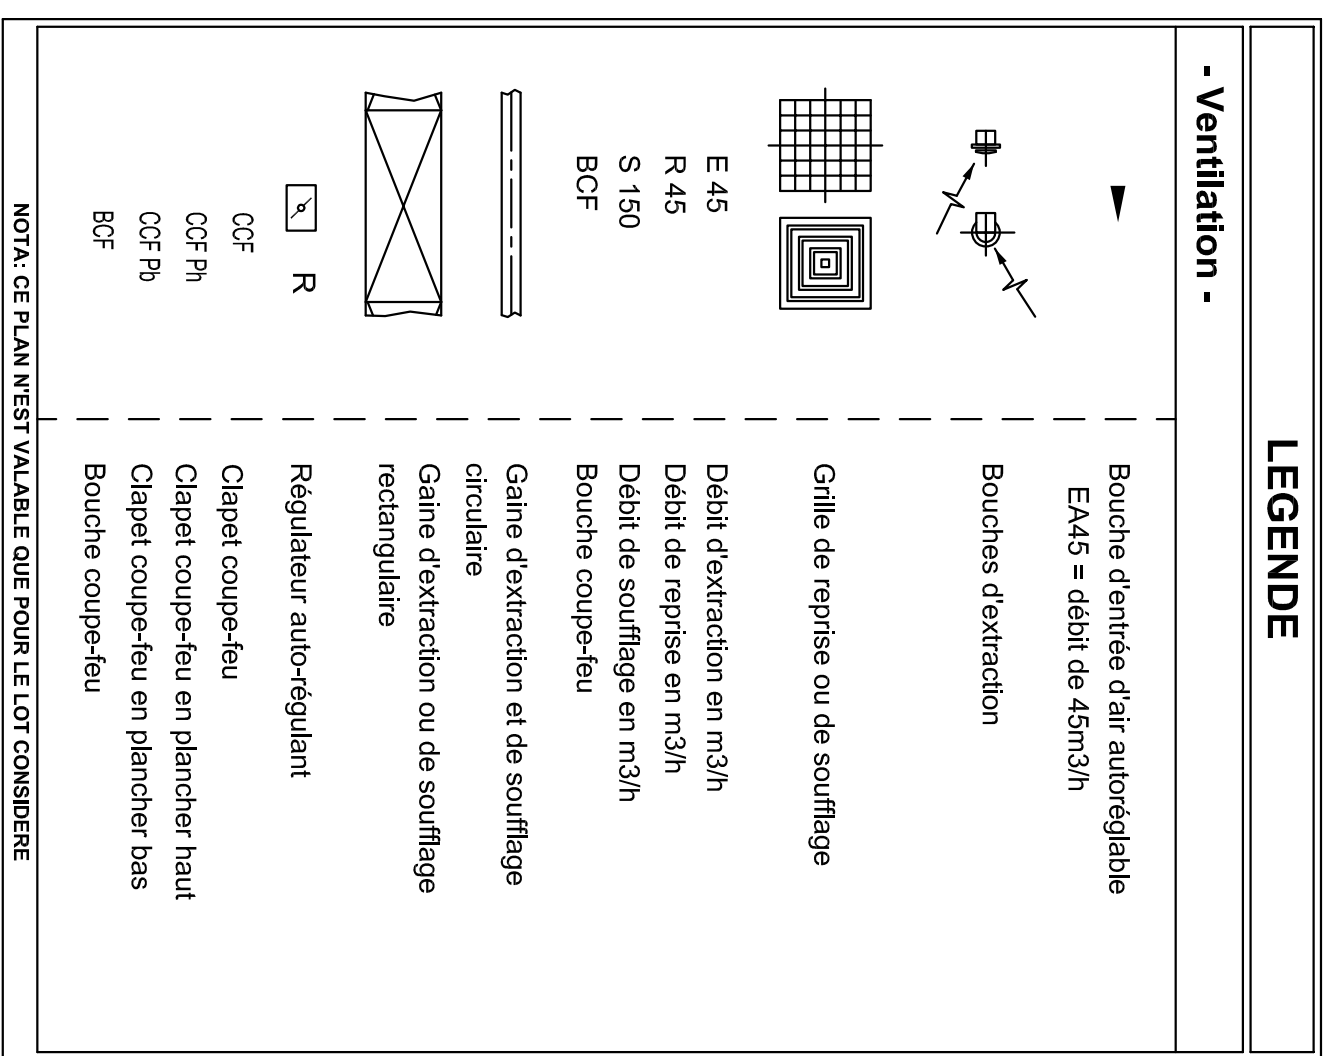 LEGENDE
- Ventilation -
Bouche d'entrée d'air autoréglable
EA45 = débit de 45m3/h
Bouches d'extraction
Grille de reprise ou de soufflage
E 45 Débit d'extraction en m3/h
R 45 Débit de reprise en m3/h
S 150 Débit de soufflage en m3/h
BCF Bouche coupe-feu
Gaine d'extraction et de soufflage
circulaire
Gaine d'extraction ou de soufflage
rectangulaire
R Régulateur auto-régulant
CCF Clapet coupe-feu
CCF Ph Clapet coupe-feu en plancher haut
CCF Pb Clapet coupe-feu en plancher bas
BCF Bouche coupe-feu
NOTA: CE PLAN N'EST VALABLE QUE POUR LE LOT CONSIDERE